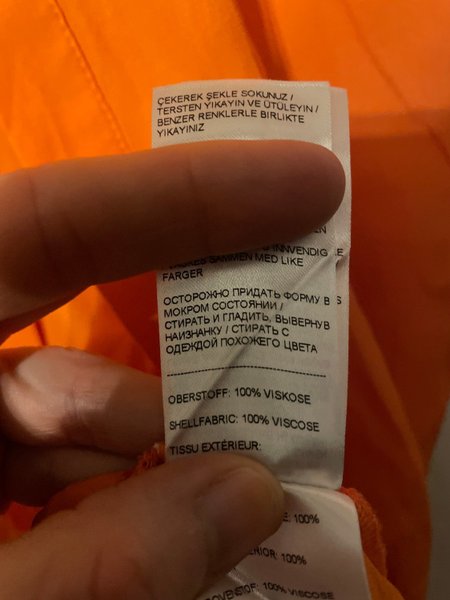 ÇEKEREK ŞEKLE SOKUNUZ /
TERSTEN YIKAYIN VE ÜTÜLEYIN /
BENZER RENKLERLE BIRLIKTE
YIKAYINIZ
INNVENDIG
SAMMEN MED LIKE
FARGER
ОСТОРОЖНО ПРИДАТЬ ФОРМУ В
МОКРОМ СОСТОЯНИИ /
СТИРАТЬ И ГЛАДИТЬ, ВЫВЕРНУВ
НАИЗНАНКУ / СТИРАТЬ С
ОДЕЖДОЙ ПОХОЖЕГО ЦВЕТА
OBERSTOFF: 100% VISKOSE
SHELLFABRIC: 100% VISCOSE
TISSU EXTÉRIEUR:
100%
100%
100% VISCOSE